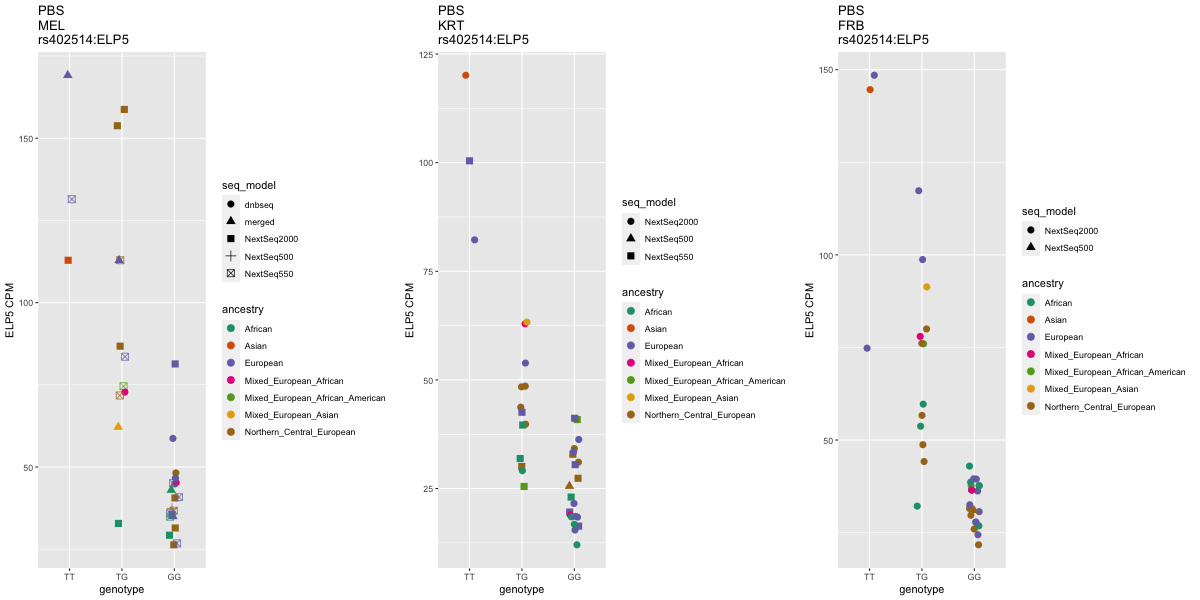 PBS
MEL
rs402514:ELP5
150
100
50
ELP5 CPM
TT
TG
GG
genotype
seq_model
dnbseq
merged
NextSeq2000
NextSeq500
NextSeq550
ancestry
African
Asian
European
Mixed_European_African
Mixed_European_African_American
Mixed_European_Asian
Northern_Central_European
PBS
KRT
rs402514:ELP5
125
100
75
50
25
ELP5 CPM
TT
TG
GG
genotype
seq_model
NextSeq2000
NextSeq500
NextSeq550
ancestry
African
Asian
European
Mixed_European_African
Mixed_European_African_American
Mixed_European_Asian
Northern_Central_European
PBS
FRB
rs402514:ELP5
150
100
50
ELP5 CPM
TT
TG
GG
genotype
seq_model
NextSeq2000
NextSeq500
ancestry
African
Asian
European
Mixed_European_African
Mixed_European_African_American
Mixed_European_Asian
Northern_Central_European